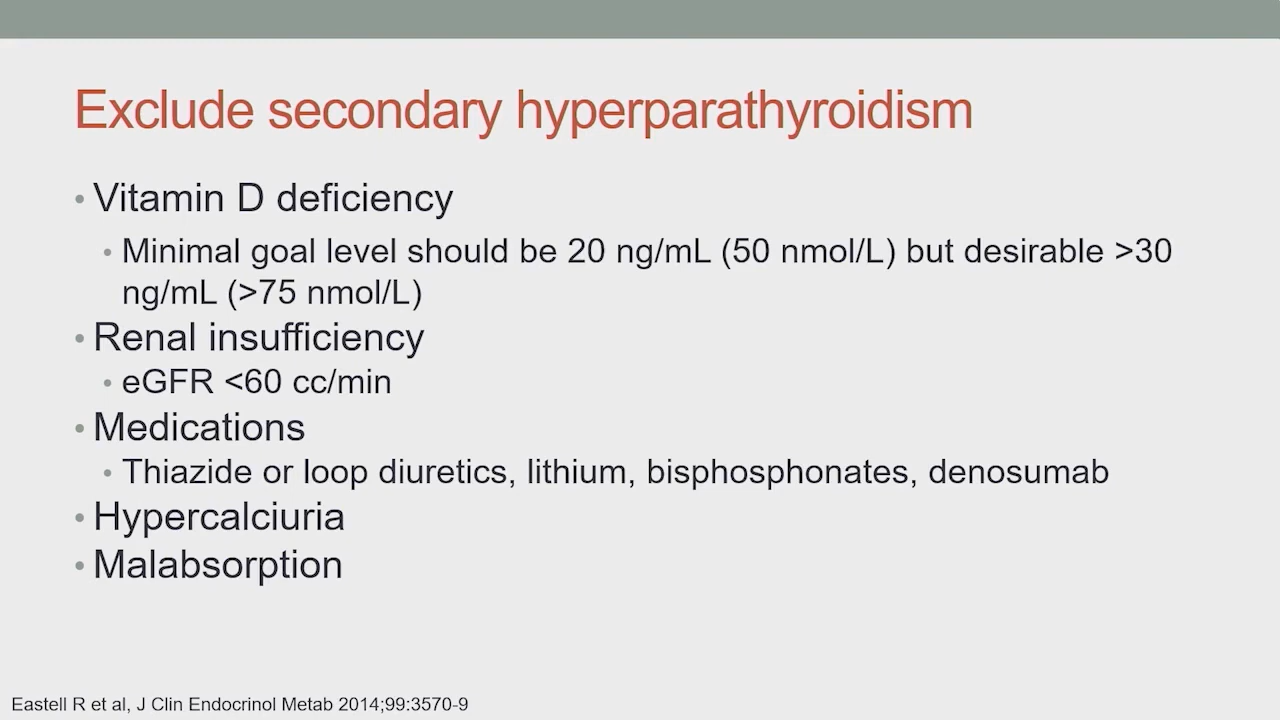 Exclude secondary hyperparathyroidism
• Vitamin D deficiency
• Minimal goal level should be 20 ng/mL (50 nmol/L) but desirable >30
ng/mL (>75 nmol/L)
• Renal insufficiency
• eGFR <60 cc/min
• Medications
• Thiazide or loop diuretics, lithium, bisphosphonates, denosumab
• Hypercalciuria
• Malabsorption
Eastell R et al, J Clin Endocrinol Metab 2014;99:3570-9